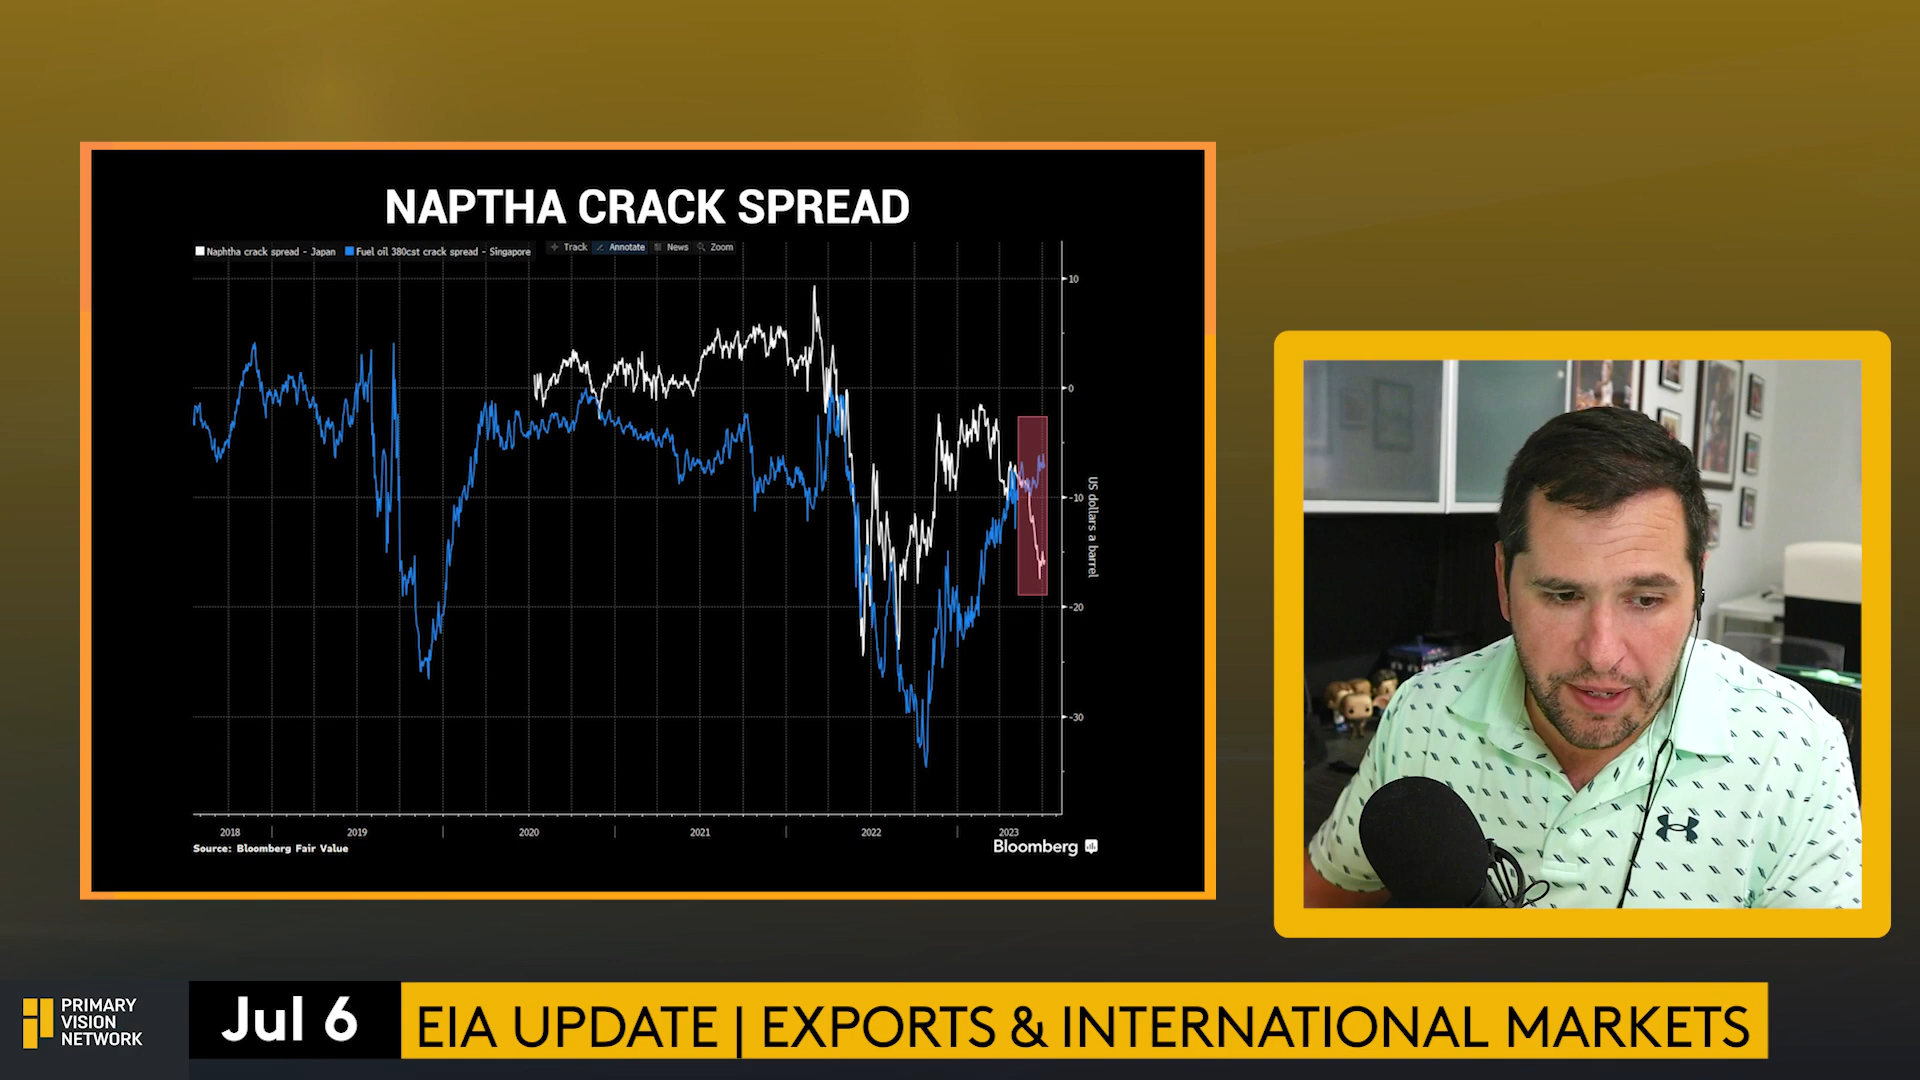 NAPTHA CRACK SPREAD
Naphtha crack spread - Japan Fuel oil 380cst crack spread - Singapore Track Annotate News Zoom
10
0
-10
-20
-30
US dollars a barrel
2018 2019 2020 2021 2022 2023
Source: Bloomberg Fair Value
Bloomberg
PRIMARY
VISION
NETWORK
Jul 6
EIA UPDATE | EXPORTS & INTERNATIONAL MARKETS